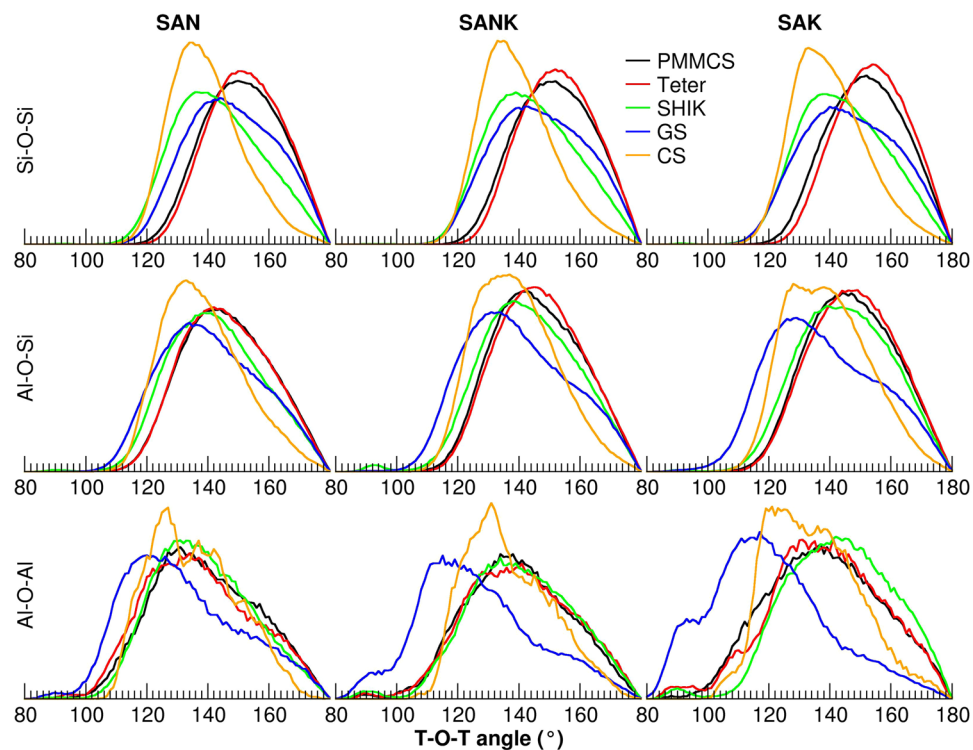 SAN SANK SAK
PMMCS
Teter
SHIK
GS
CS
Si-O-Si
80 100 120 140 160 80 100 120 140 160 80 100 120 140 160 180
Al-O-Si
80 100 120 140 160 80 100 120 140 160 80 100 120 140 160 180
Al-O-Al
80 100 120 140 160 80 100 120 140 160 80 100 120 140 160 180
T-O-T angle (°)